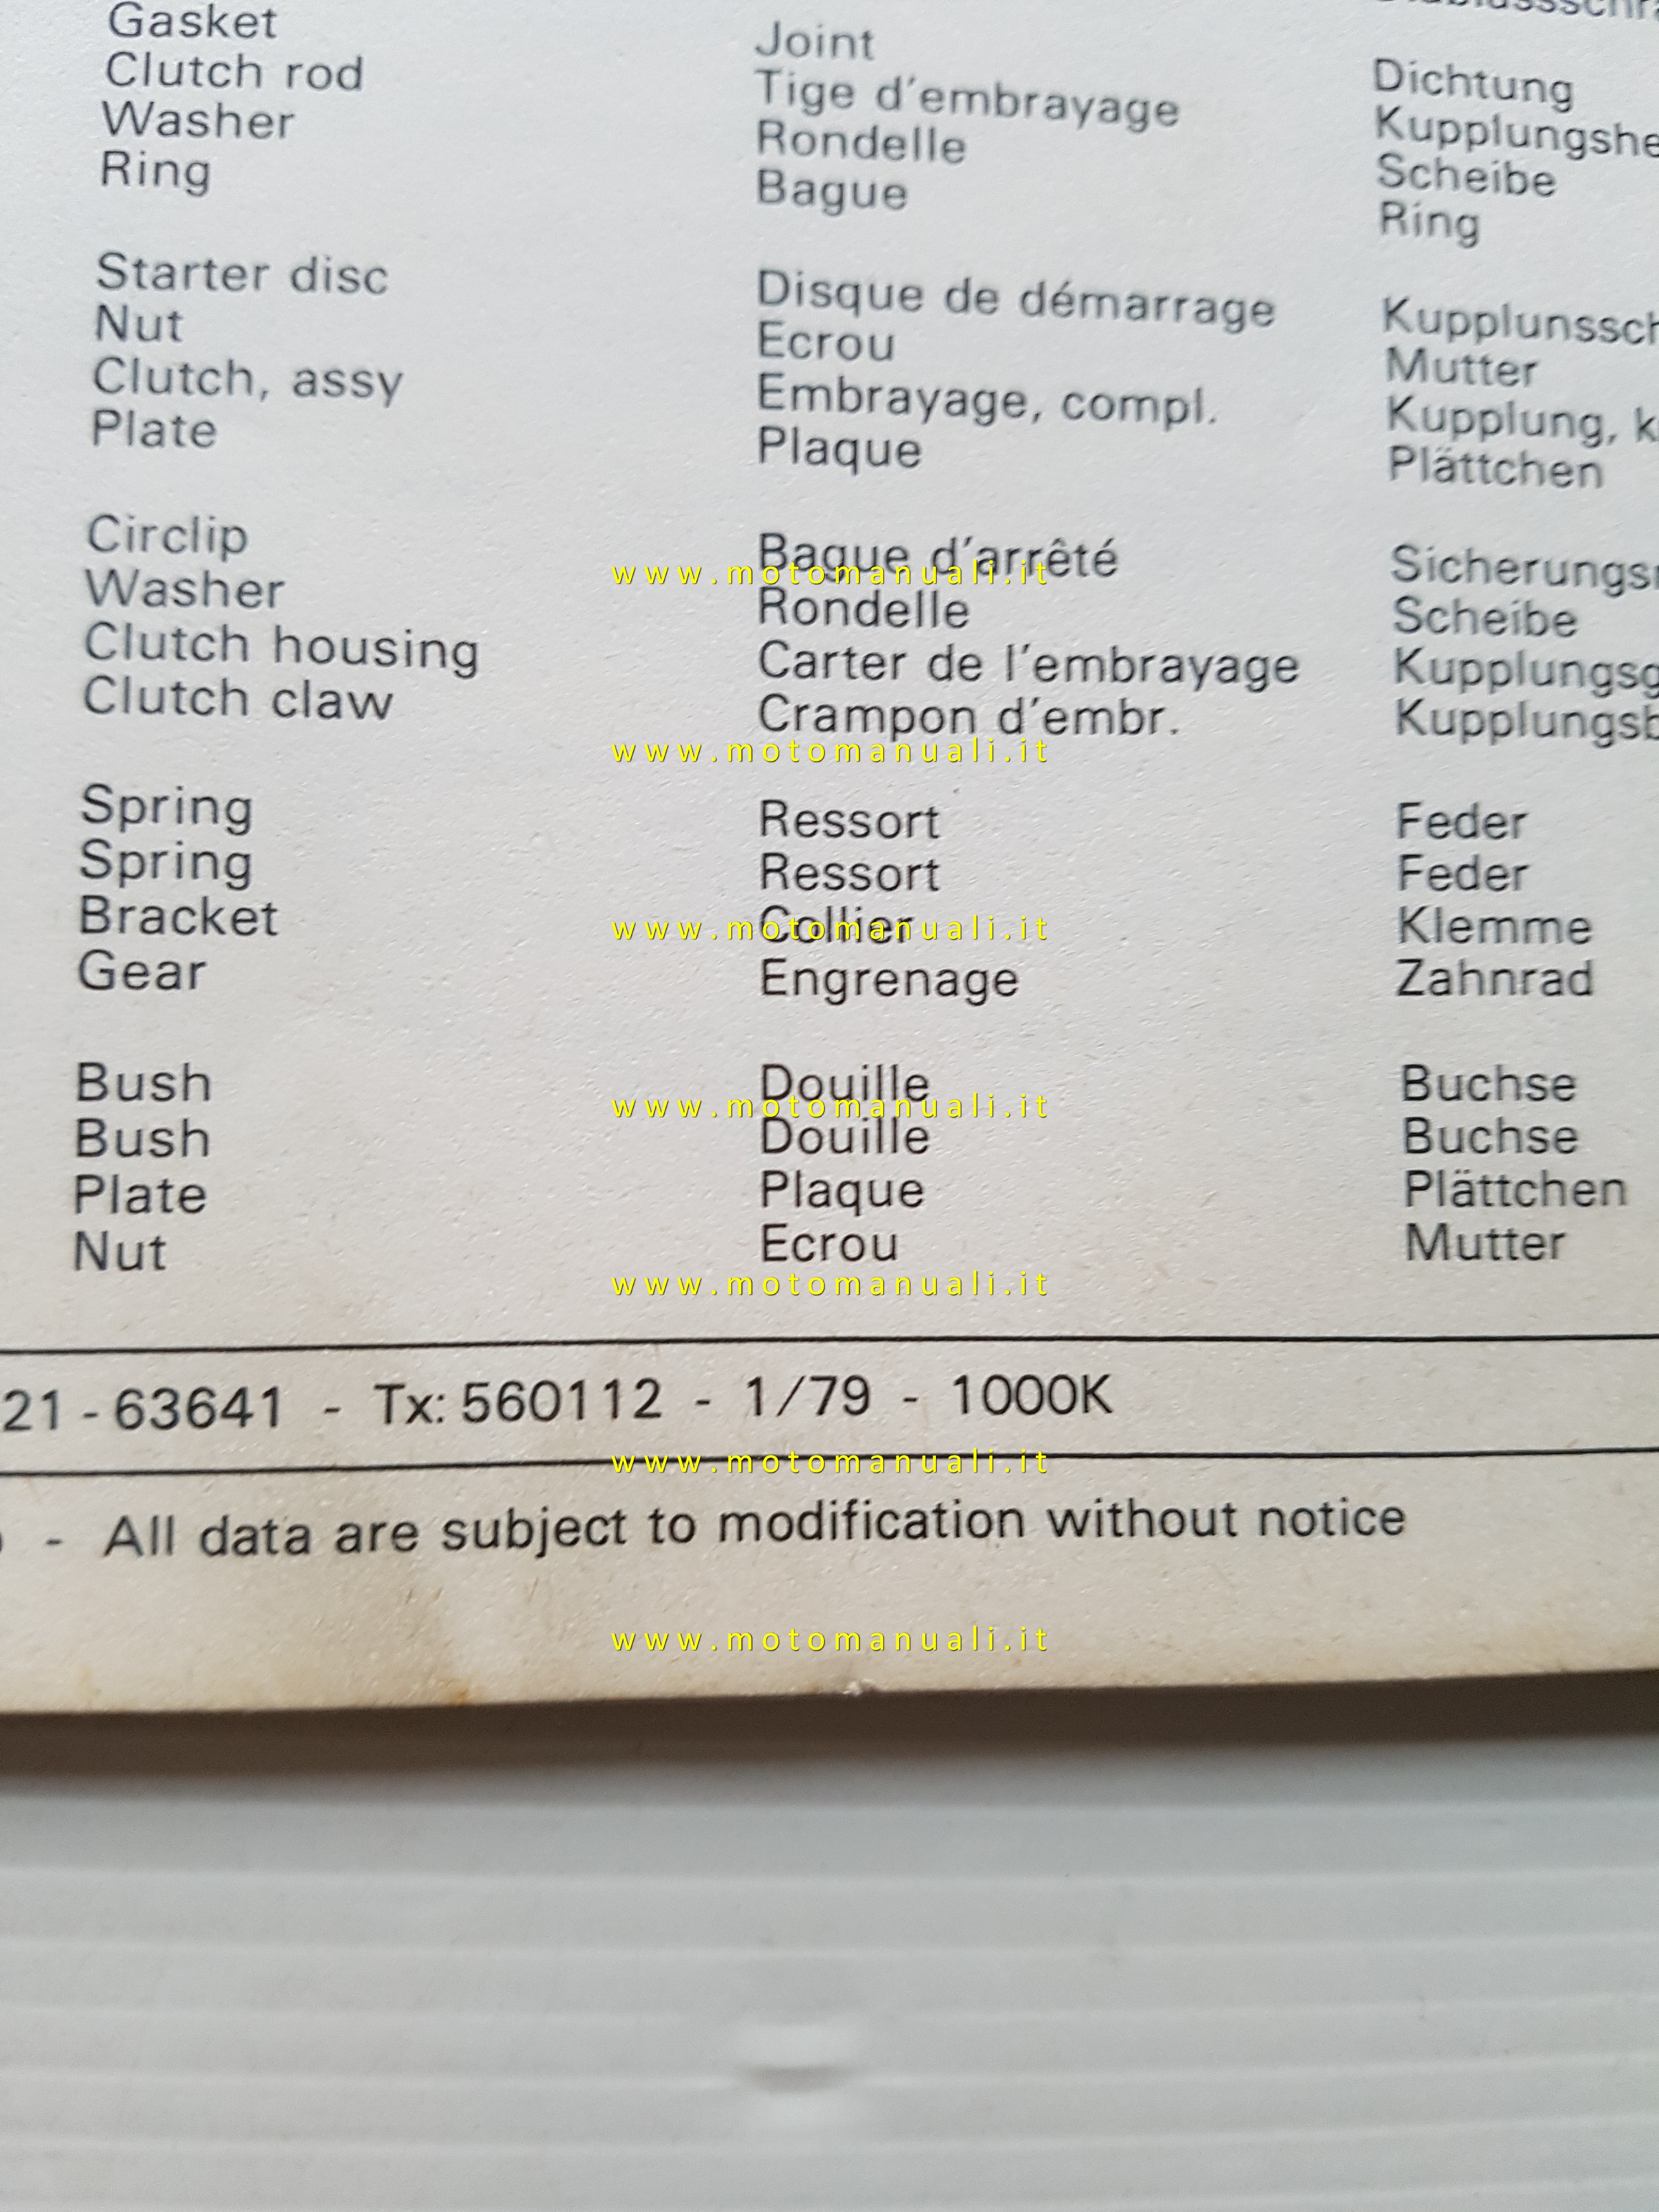 Gasket
Clutch rod
Washer
Ring
Starter disc
Nut
Clutch, assy
Plate
Circlip
Washer
Clutch housing
Clutch claw
Spring
Spring
Bracket
Gear
Bush
Bush
Plate
Nut
Joint
Tige d'embrayage
Rondelle
Bague
Disque de démarrage
Ecrou
Embrayage, compl.
Plaque
Bague d'arrêté
Rondelle
Carter de l'embrayage
Crampon d'embr.
Ressort
Ressort
Collier
Engrenage
Douille
Douille
Plaque
Ecrou
Dichtung
Scheibe
Ring
Mutter
Kupplung,
Plättchen
Scheibe
Feder
Feder
Klemme
Zahnrad
Buchse
Buchse
Plättchen
Mutter
21 - 63641 - Tx: 560112 - 1/79 - 1000K
- All data are subject to modification without notice
www.motomanuali.it
www.motomanuali.it
www.motomanuali.it
www.motomanuali.it
www.motomanuali.it
www.motomanuali.it
www.motomanuali.it